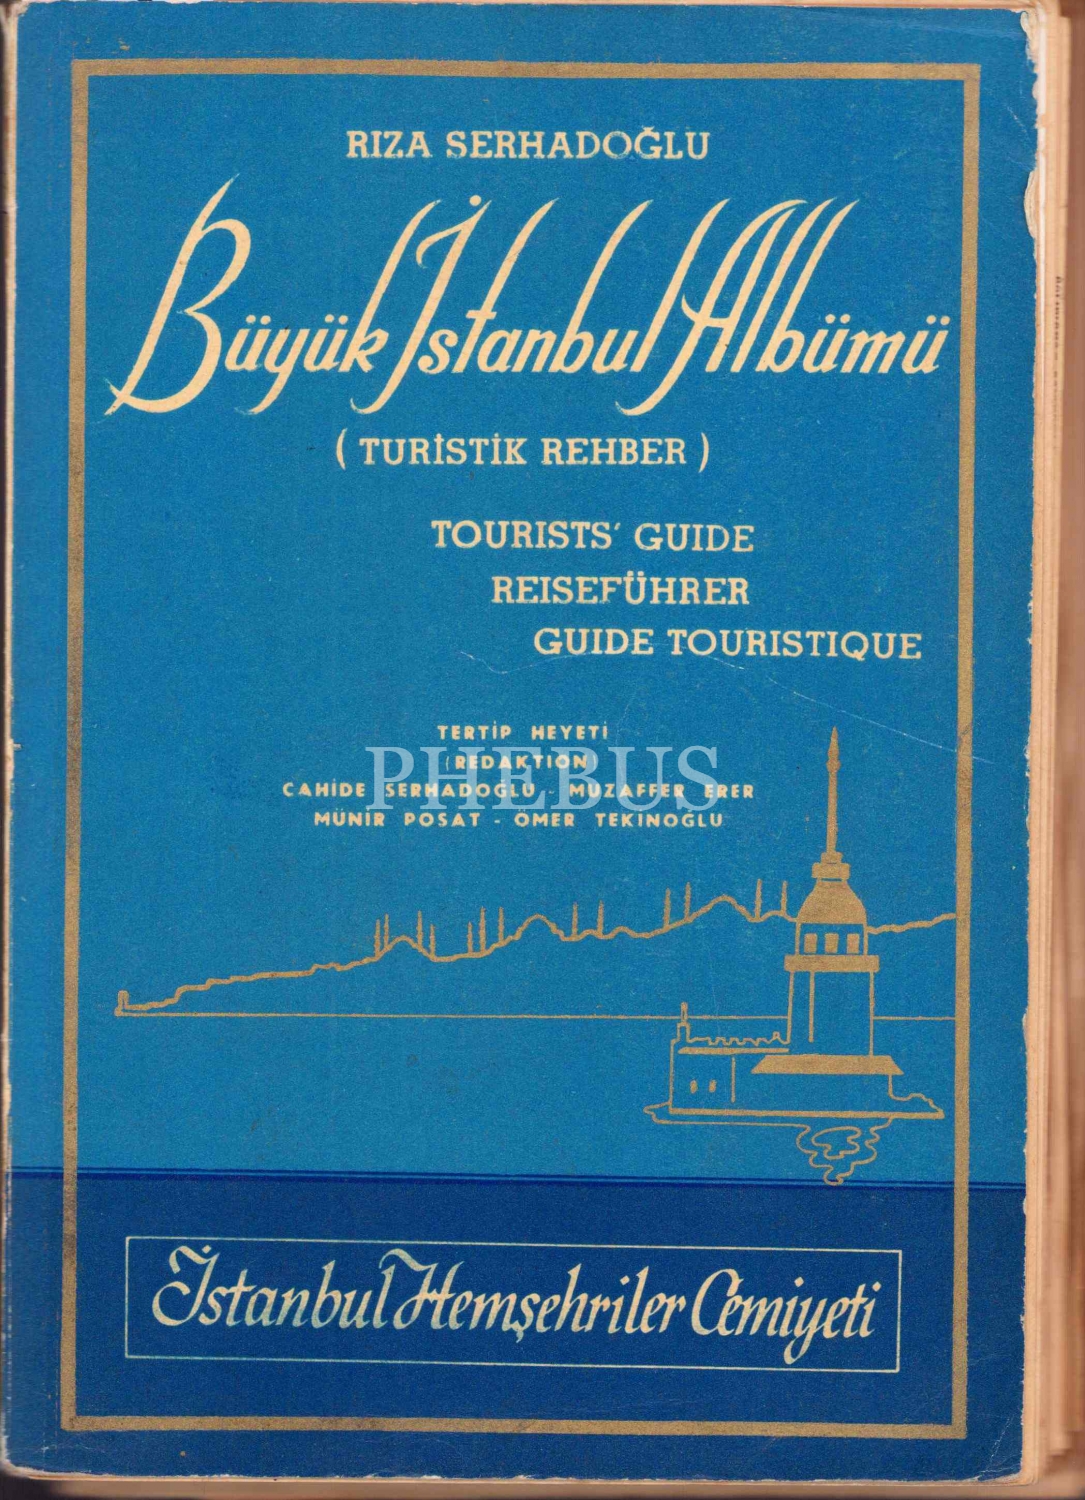 RIZA SERHADOĞLU
Büyük İstanbul Albümü
( TURİSTİK REHBER )
TOURISTS' GUIDE
REISEFÜHRER
GUIDE TOURISTIQUE
TERTİP HEYETİ
(REDAKTION)
CAHİDE SERHADOĞLU - MUZAFFER ERER
MÜNİR POSAT - ÖMER TEKİNOĞLU
PHEBUS
İstanbul Hemşehriler Cemiyeti